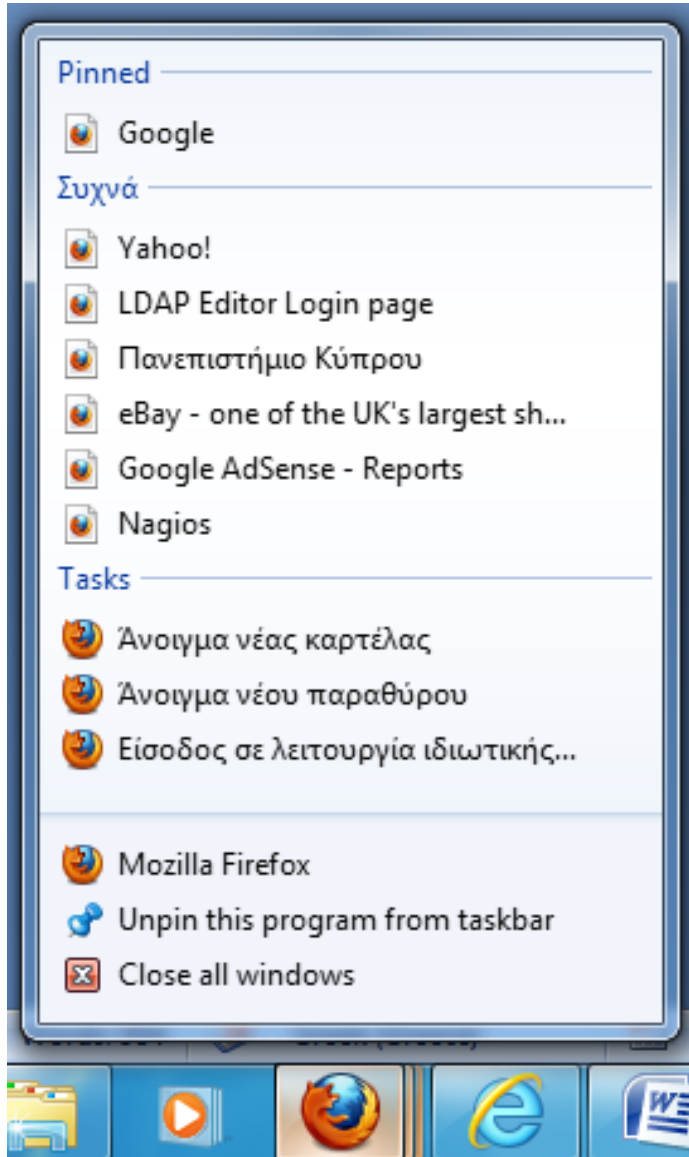 Pinned
Google
Συχνά
Yahoo!
LDAP Editor Login page
Πανεπιστήμιο Κύπρου
eBay - one of the UK's largest sh...
Google AdSense - Reports
Nagios
Tasks
Άνοιγμα νέας καρτέλας
Άνοιγμα νέου παραθύρου
Είσοδος σε λειτουργία ιδιωτικής...
Mozilla Firefox
Unpin this program from taskbar
Close all windows
W